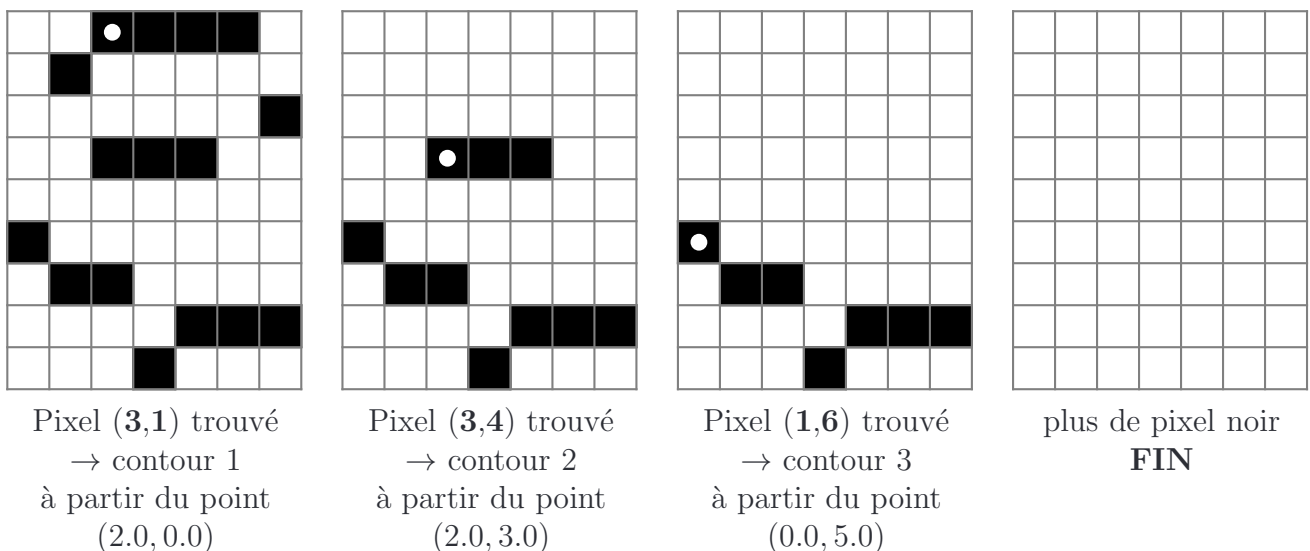 Pixel (3,1) trouvé
→ contour 1
à partir du point
(2.0, 0.0)
Pixel (3,4) trouvé
→ contour 2
à partir du point
(2.0, 3.0)
Pixel (1,6) trouvé
→ contour 3
à partir du point
(0.0, 5.0)
plus de pixel noir
FIN